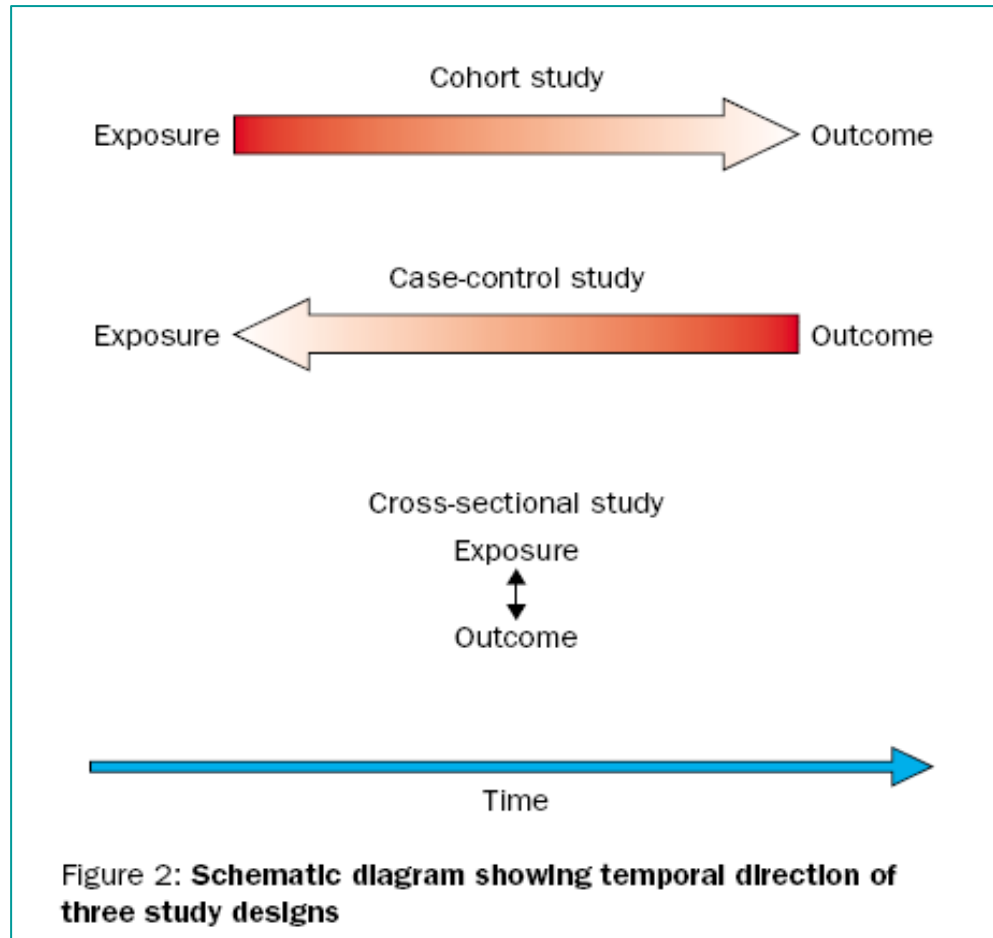 Cohort study
Exposure Outcome
Case-control study
Exposure Outcome
Cross-sectional study
Exposure
Outcome
Time
Figure 2: Schematic diagram showing temporal direction of
three study designs